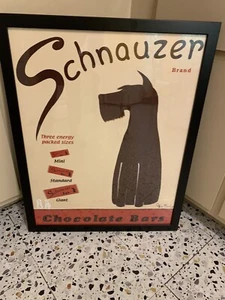 Schnauzer
Brand
Three energy
packed sizes
Mini
Standard
Giant
Chocolate Bars